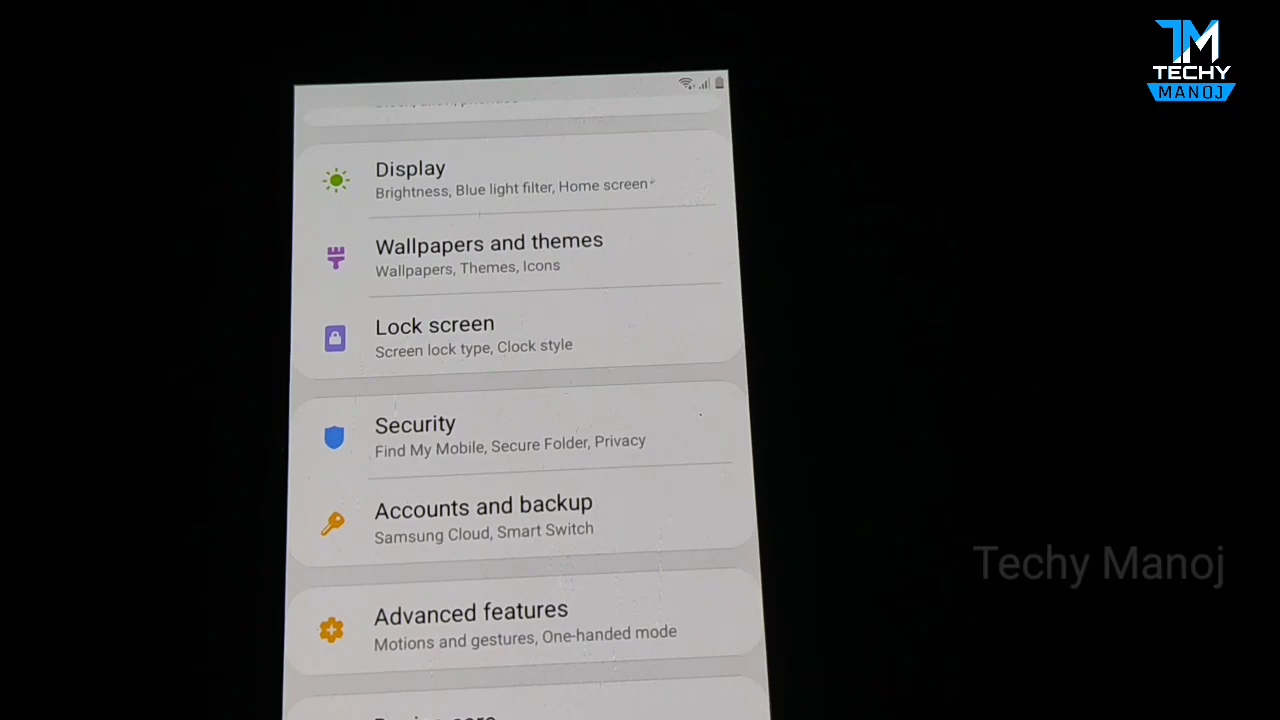 TM
TECHY
MANOJ
Display
Brightness, Blue light filter, Home screen
Wallpapers and themes
Wallpapers, Themes, Icons
Lock screen
Screen lock type, Clock style
Security
Find My Mobile, Secure Folder, Privacy
Accounts and backup
Samsung Cloud, Smart Switch
Techy Manoj
Advanced features
Motions and gestures, One-handed mode